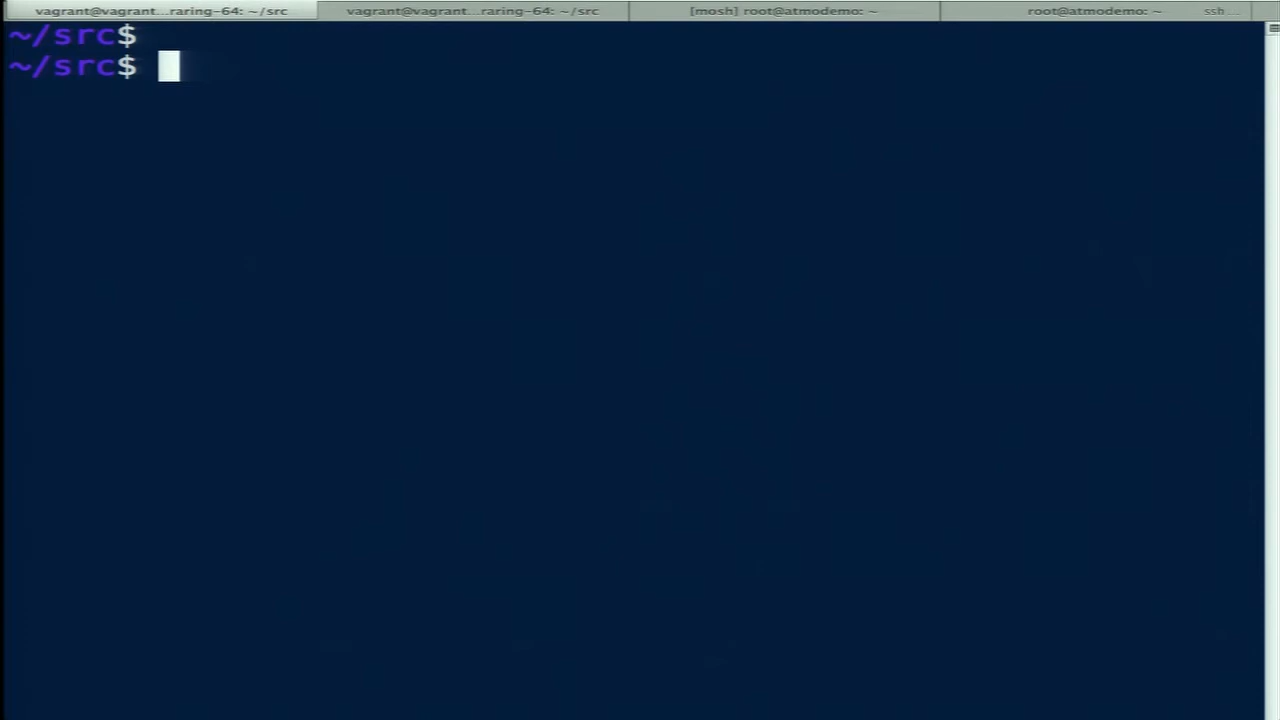 vagrant@vagrant...raring-64: ~/src
vagrant@vagrant...raring-64: ~/src
[mosh] root@atmodemo: ~
root@atmodemo: ~
ssh...
~/src$
~/src$